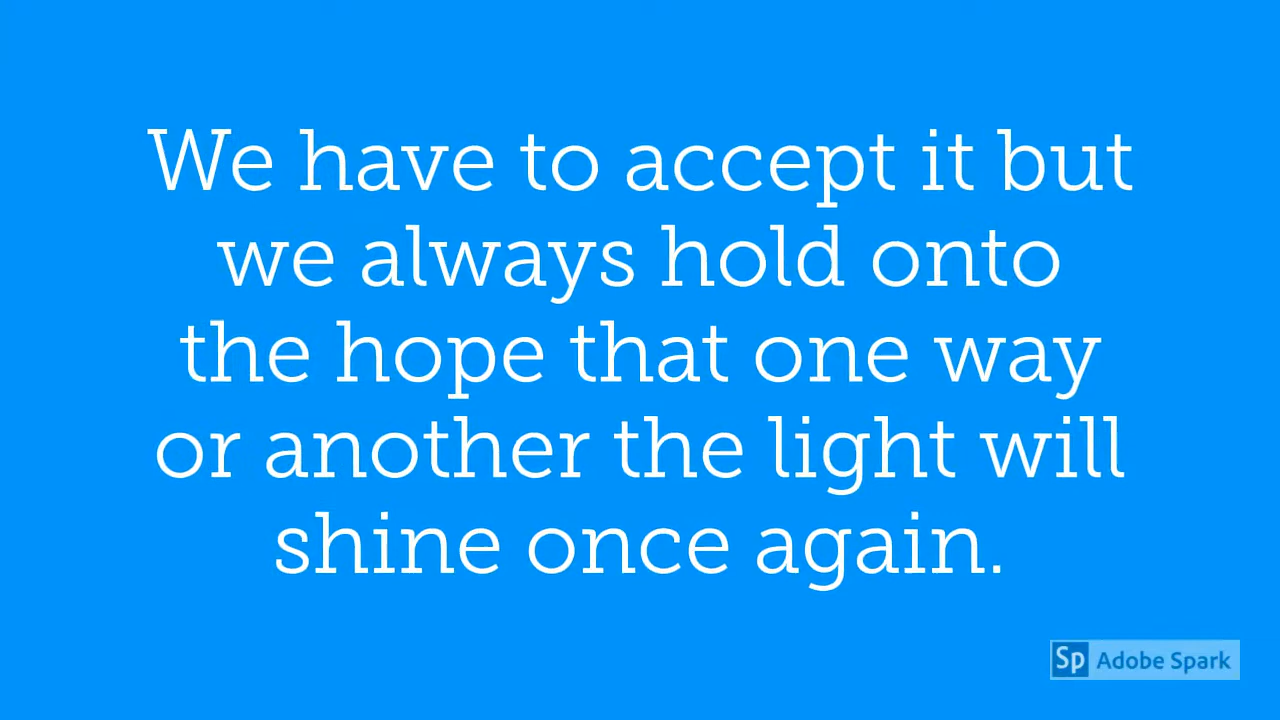 We have to accept it but
we always hold onto
the hope that one way
or another the light will
shine once again.
Sp Adobe Spark